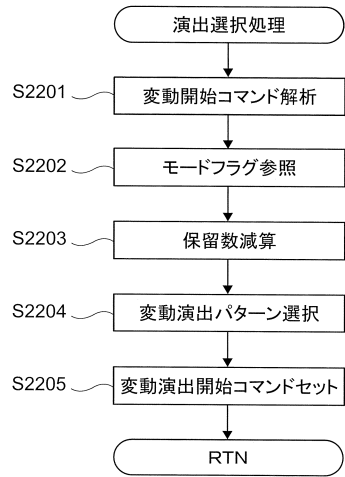 演出選択処理
S2201
変動開始コマンド解析
S2202
モードフラグ参照
S2203
保留数減算
S2204
変動演出パターン選択
S2205
変動演出開始コマンドセット
RTN